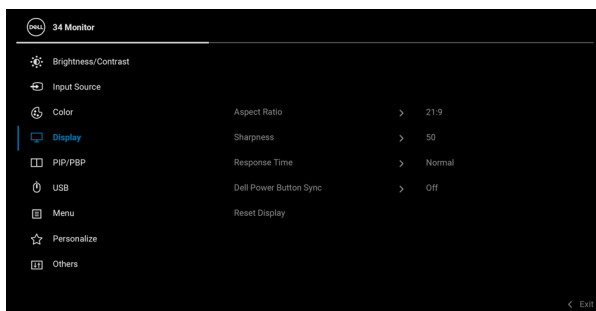 DELL 34 Monitor
Brightness/Contrast
Input Source
Color Aspect Ratio > 21:9
Display Sharpness > 50
PIP/PBP Response Time > Normal
USB Dell Power Button Sync > Off
Menu Reset Display
Personalize
Others
< Exit